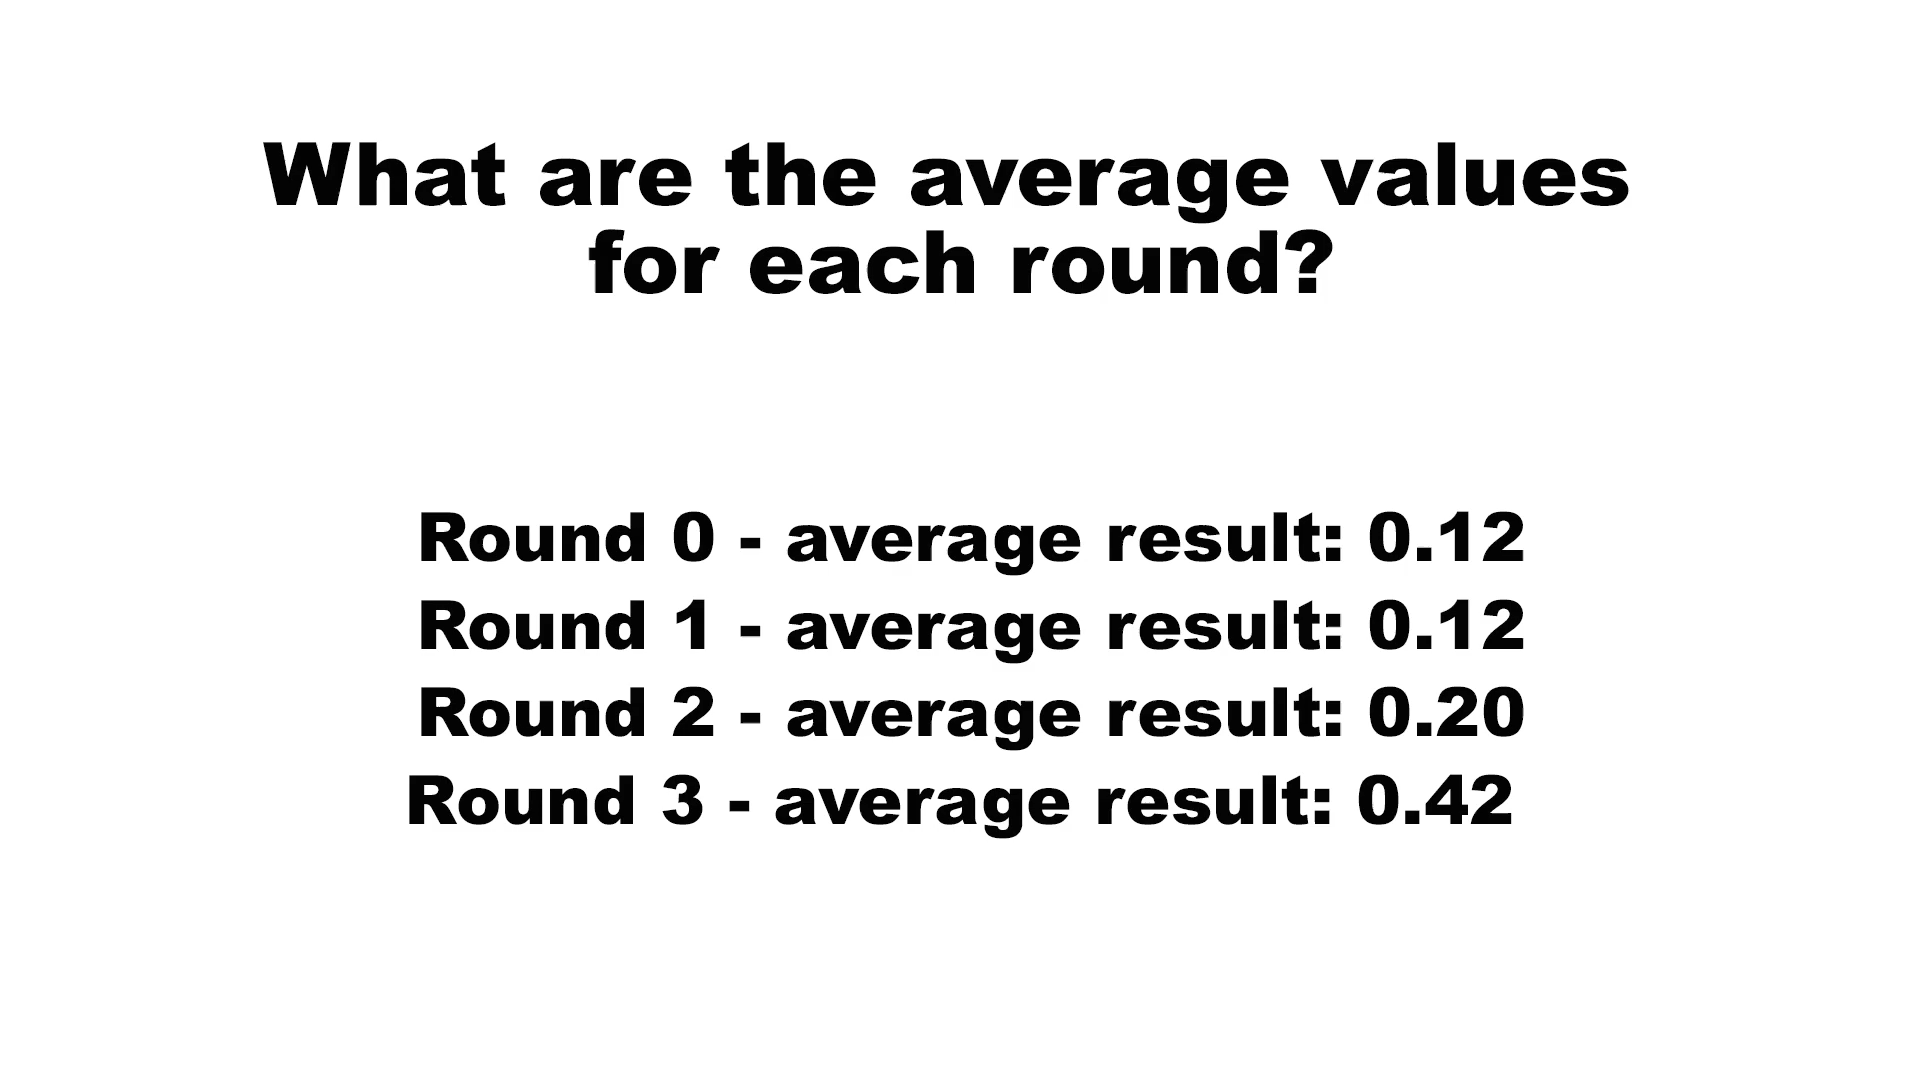 What are the average values
for each round?
Round 0 - average result: 0.12
Round 1 - average result: 0.12
Round 2 - average result: 0.20
Round 3 - average result: 0.42